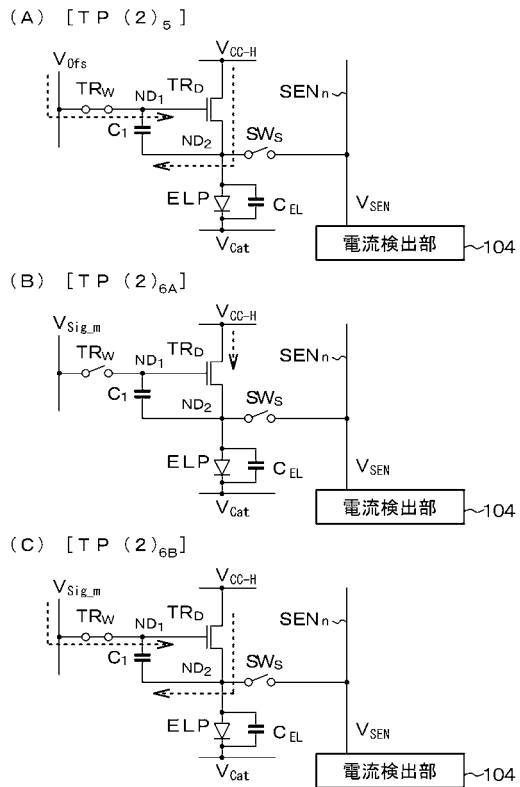 (A) [TP (2)5]
VCC-H
VOfs
TRW ND1 TRD
SENn
C1
ND2
SWS
ELP
CEL
VSEN
VCat
電流検出部 104
(B) [TP (2)6A]
VCC-H
VSig_m
TRW ND1 TRD
SENn
C1
ND2
SWS
ELP
CEL
VSEN
VCat
電流検出部 104
(C) [TP (2)6B]
VCC-H
VSig_m
TRW ND1 TRD
SENn
C1
ND2
SWS
ELP
CEL
VSEN
VCat
電流検出部 104